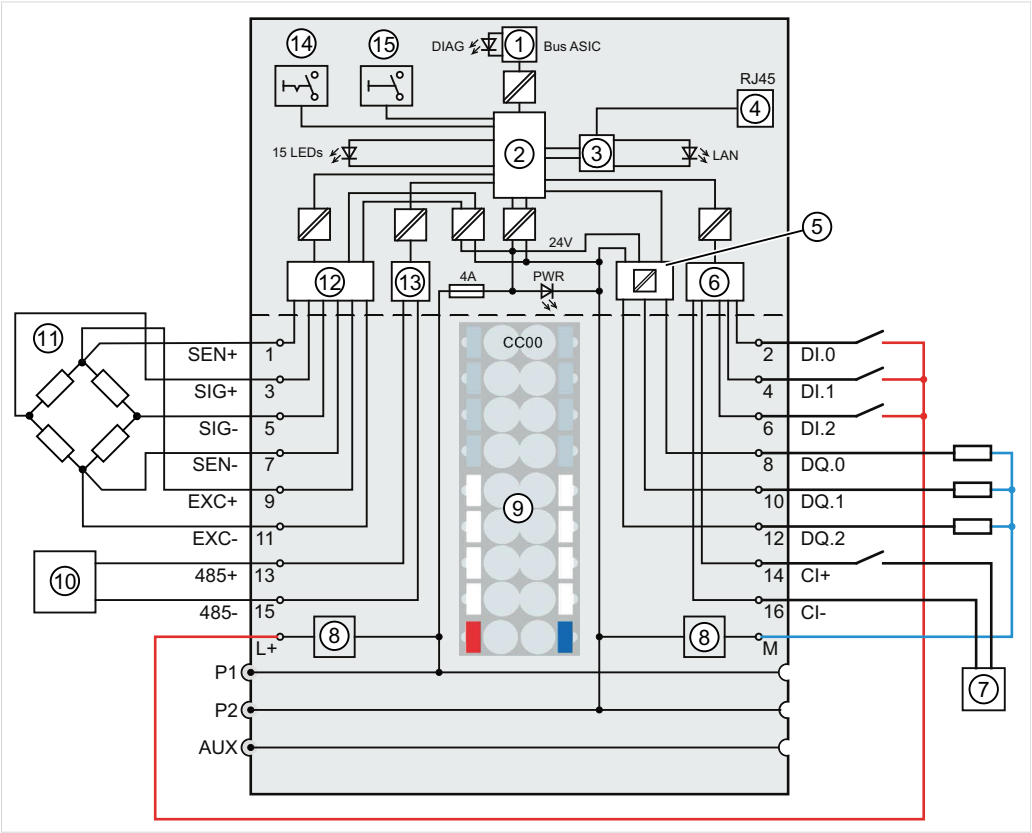 14
15
DIAG
1
Bus ASIC
RJ45
4
15 LEDs
2
3
LAN
5
24V
12
13
4A
PWR
6
11
CC00
SEN+
1
2
DI.0
SIG+
3
4
DI.1
SIG-
5
6
DI.2
SEN-
7
8
DQ.0
EXC+
9
9
10
DQ.1
EXC-
11
12
DQ.2
10
485+
13
14
CI+
485-
15
16
CI-
8
8
L+
M
P1
7
P2
AUX